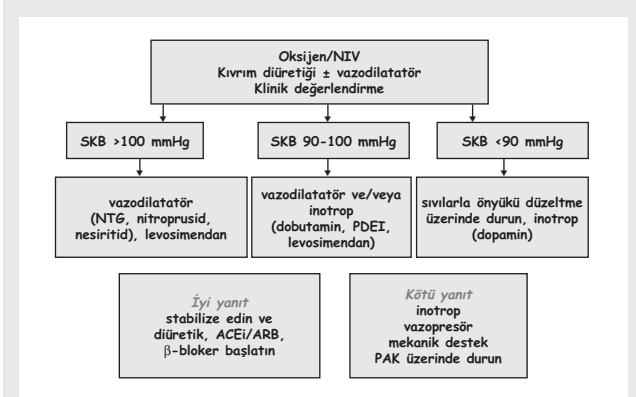 Oksijen/NIV
Kıvrım diüretiği ± vazodilatatör
Klinik değerlendirme
SKB >100 mmHg
SKB 90-100 mmHg
SKB <90 mmHg
vazodilatatör
(NTG, nitroprusid,
nesiritid), levosimendan
vazodilatatör ve/veya
inotrop
(dobutamin, PDEI,
levosimendan)
sıvılarla önyükü düzeltme
üzerinde durun, inotrop
(dopamin)
İyi yanıt
stabilize edin ve
diüretik, ACEi/ARB,
β-bloker başlatın
Kötü yanıt
inotrop
vazopresör
mekanik destek
PAK üzerinde durun